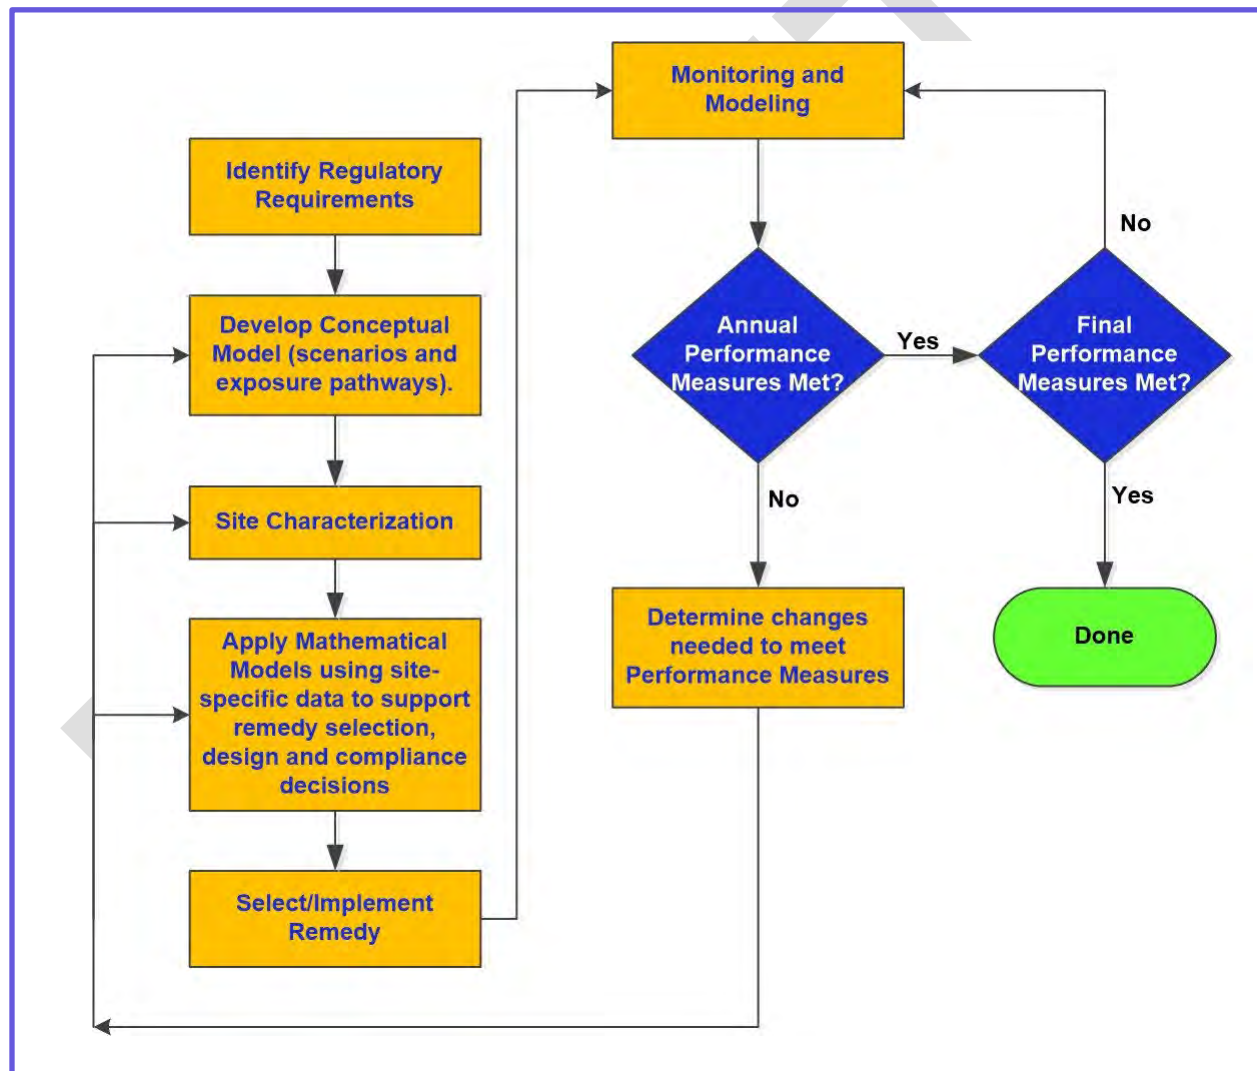 Identify Regulatory
Requirements
Develop Conceptual
Model (scenarios and
exposure pathways).
Site Characterization
Apply Mathematical
Models using site-
specific data to support
remedy selection,
design and compliance
decisions
Select/Implement
Remedy
Monitoring and
Modeling
Annual
Performance
Measures Met?
Yes
No
Final
Performance
Measures Met?
No
Yes
Determine changes
needed to meet
Performance Measures
Done